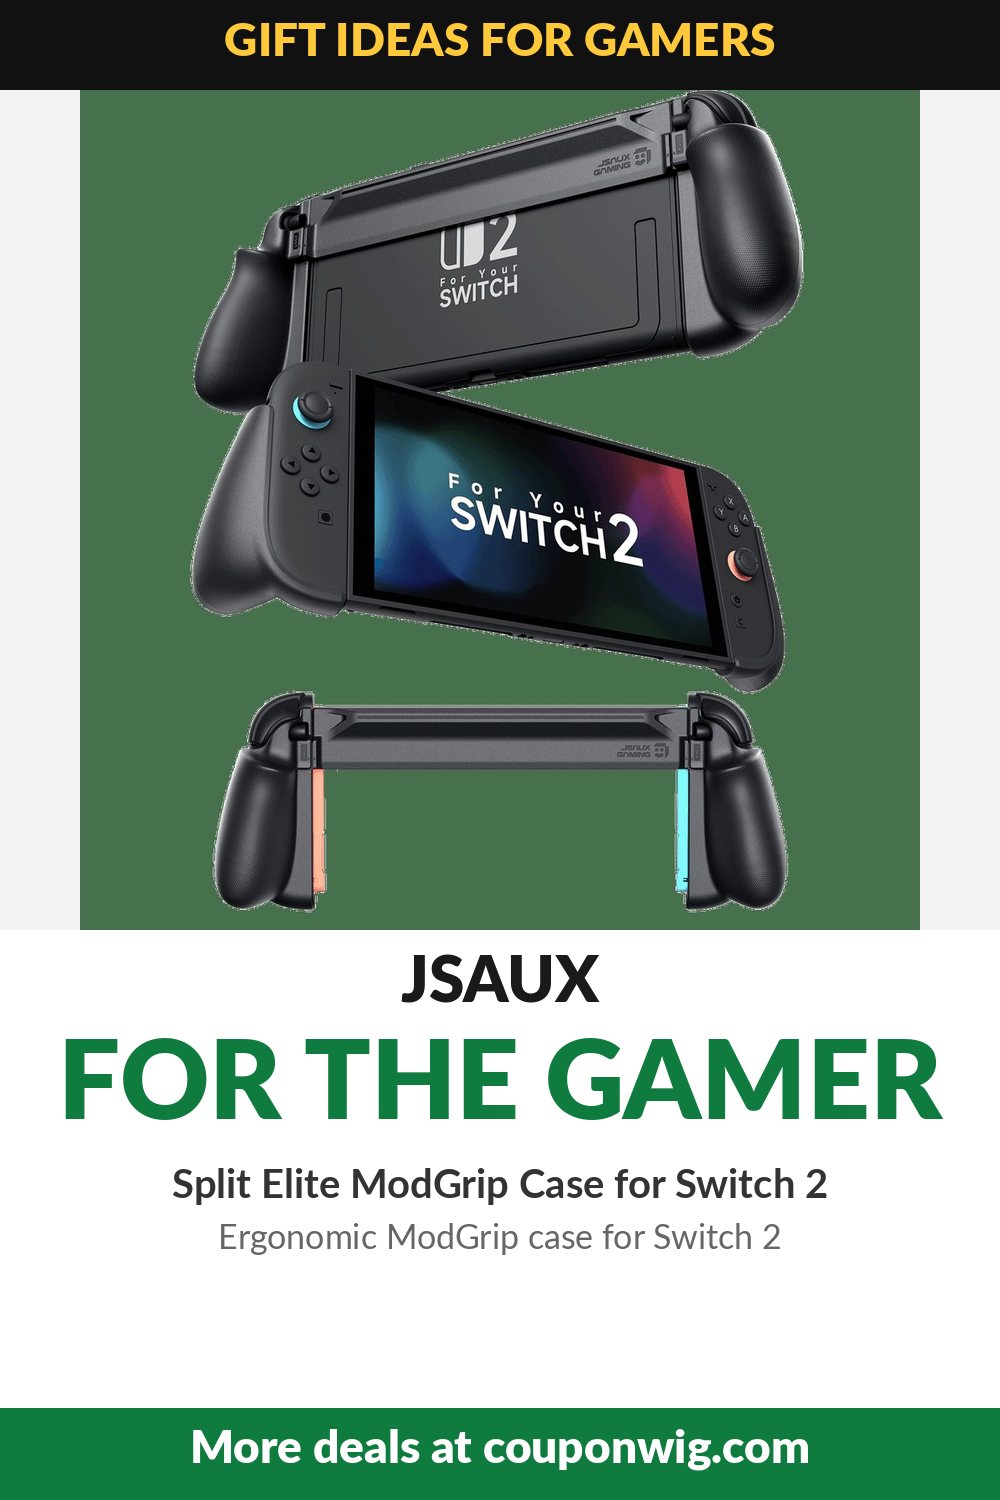 GIFT IDEAS FOR GAMERS
JSAUX
GAMING
2
For Your
SWITCH
For Your
SWITCH 2
X
Y
A
B
JSAUX
GAMING
JSAUX
FOR THE GAMER
Split Elite ModGrip Case for Switch 2
Ergonomic ModGrip case for Switch 2
More deals at couponwig.com